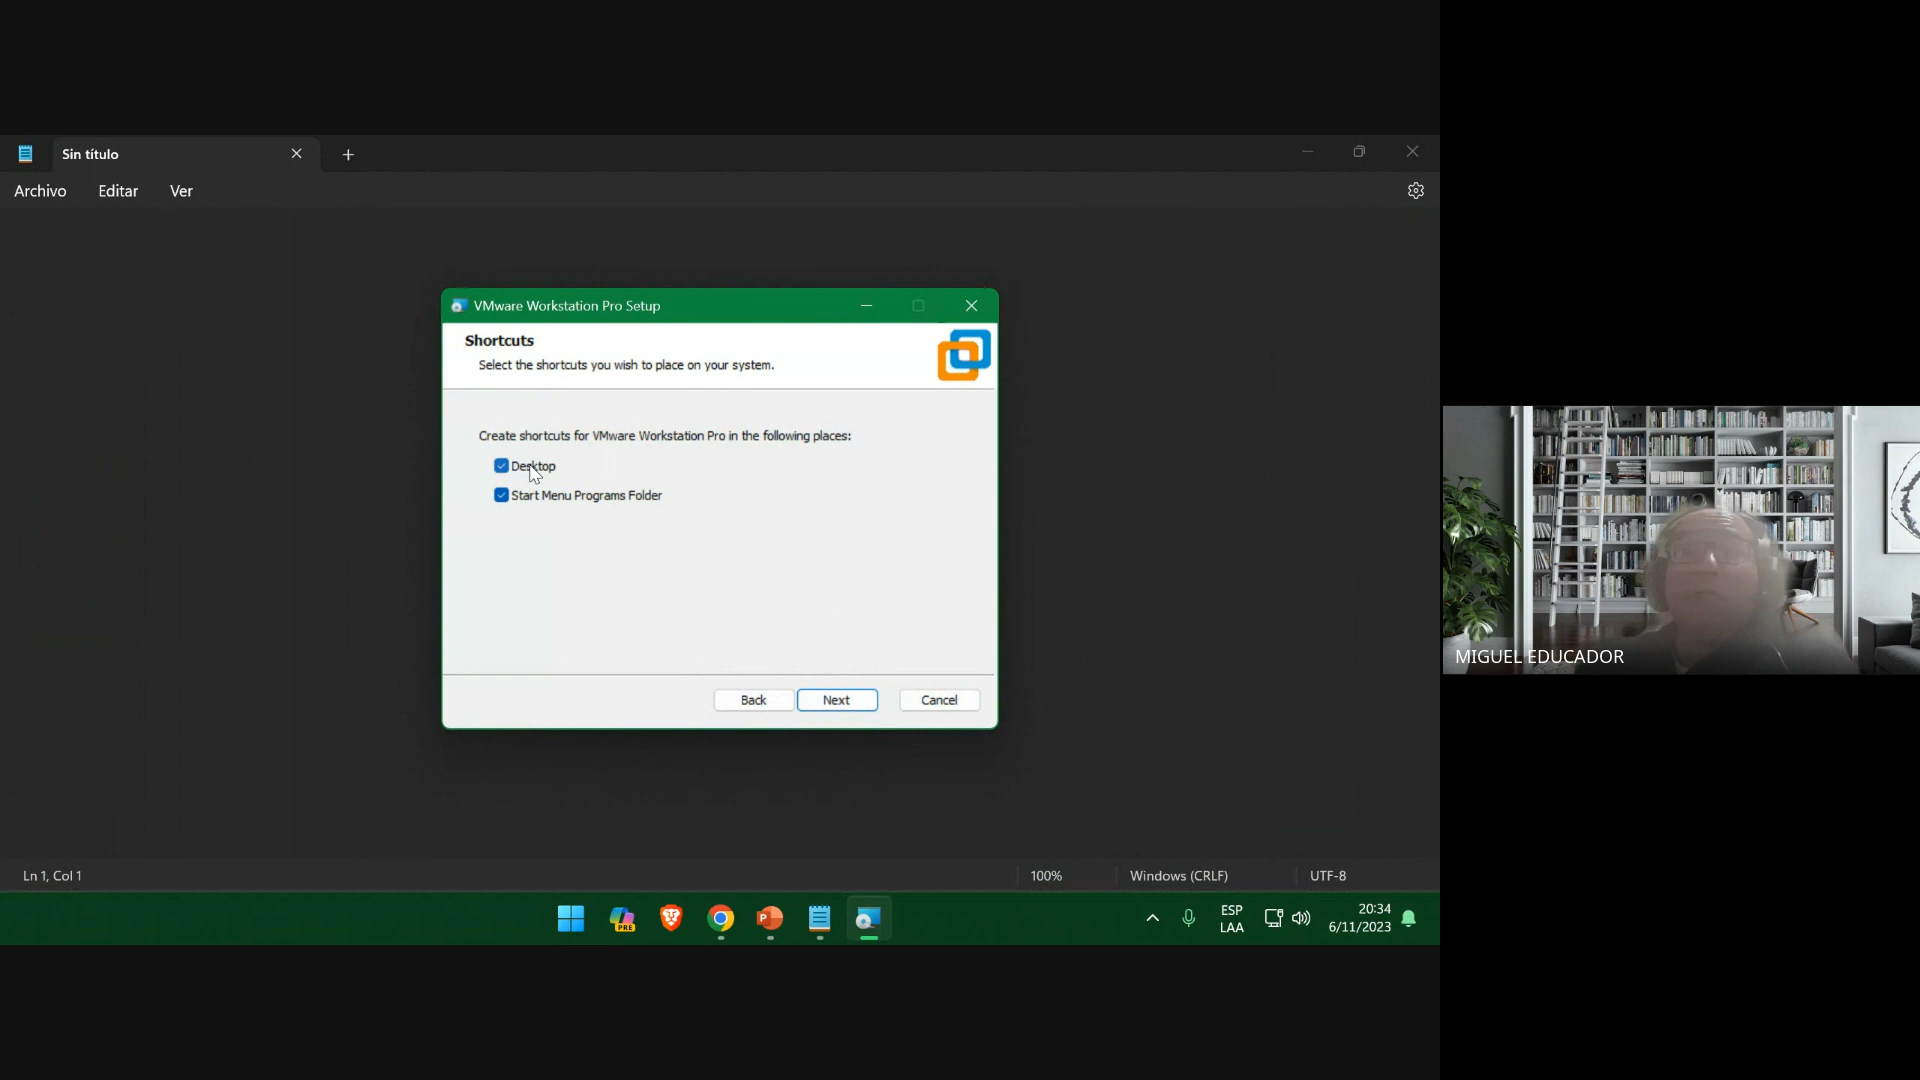 Sin título
Archivo Editar Ver
VMware Workstation Pro Setup
Shortcuts
Select the shortcuts you wish to place on your system.
Create shortcuts for VMware Workstation Pro in the following places:
Desktop
Start Menu Programs Folder
Back Next Cancel
MIGUEL EDUCADOR
Ln 1, Col 1 100% Windows (CRLF) UTF-8
PRE
P
ESP
LAA
20:34
6/11/2023